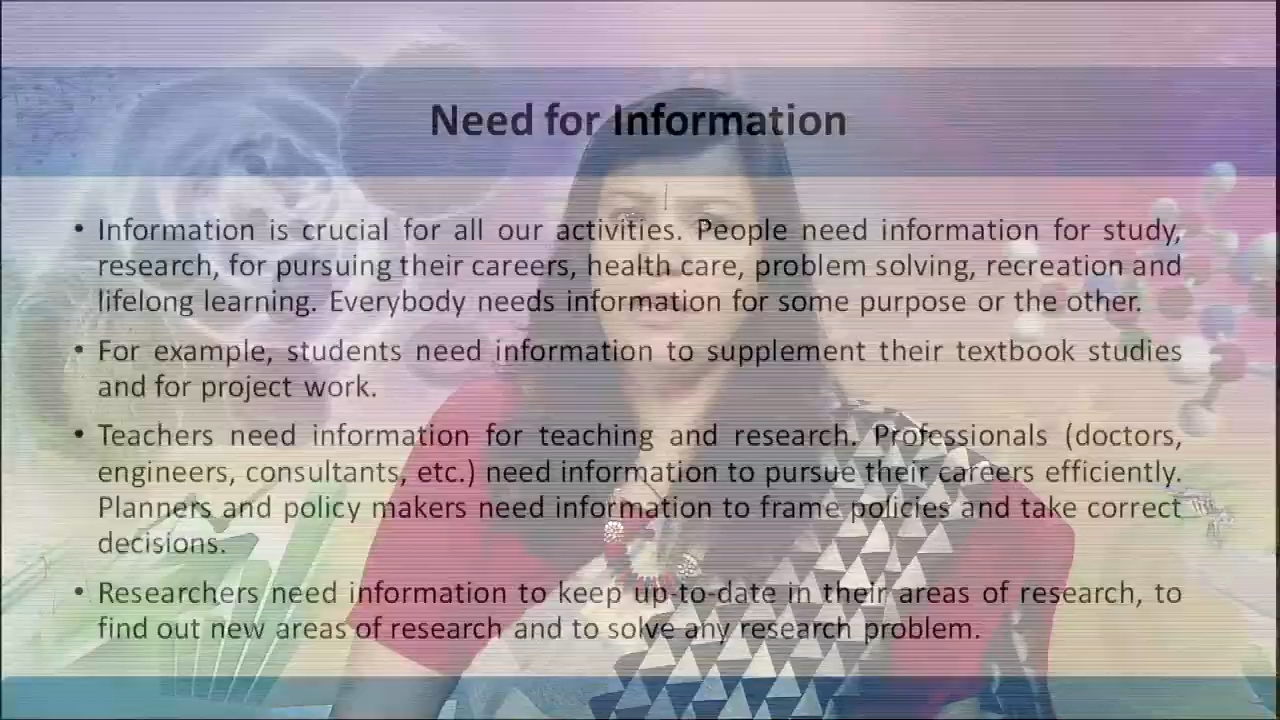 Need for Information
• Information is crucial for all our activities. People need information for study,
research, for pursuing their careers, health care, problem solving, recreation and
lifelong learning. Everybody needs information for some purpose or the other.
• For example, students need information to supplement their textbook studies
and for project work.
• Teachers need information for teaching and research. Professionals (doctors,
engineers, consultants, etc.) need information to pursue their careers efficiently.
Planners and policy makers need information to frame policies and take correct
decisions.
• Researchers need information to keep up-to-date in their areas of research, to
find out new areas of research and to solve any research problem.